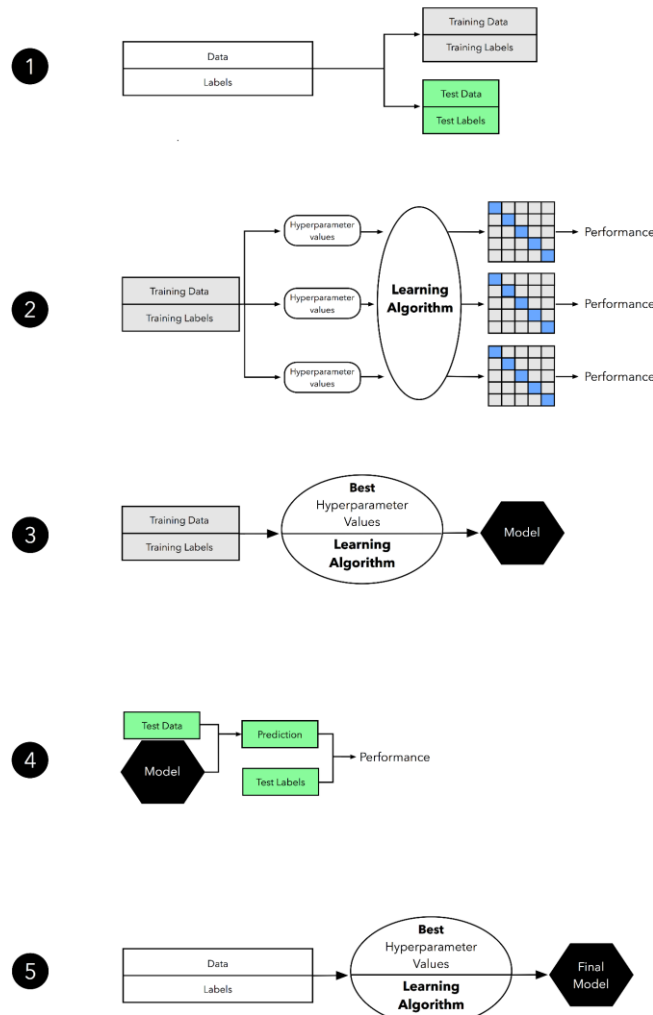 1
Data
Labels
Training Data
Training Labels
Test Data
Test Labels
2
Training Data
Training Labels
Hyperparameter
values
Hyperparameter
values
Hyperparameter
values
Learning
Algorithm
Performance
Performance
Performance
3
Training Data
Training Labels
Best
Hyperparameter
Values
Learning
Algorithm
Model
4
Test Data
Model
Prediction
Test Labels
Performance
5
Data
Labels
Best
Hyperparameter
Values
Learning
Algorithm
Final
Model